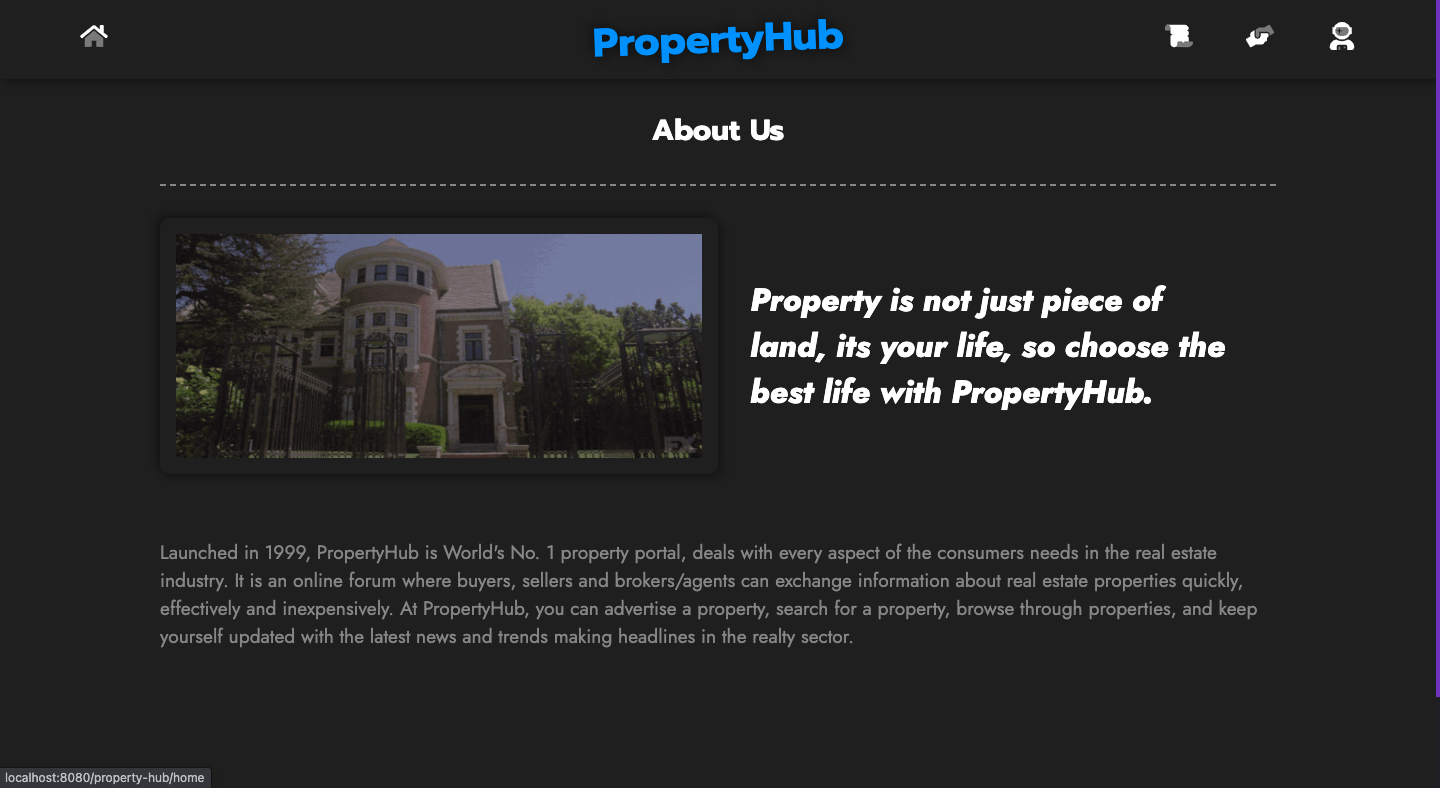 PropertyHub
About Us
Property is not just piece of
land, its your life, so choose the
best life with PropertyHub.
FX
Launched in 1999, PropertyHub is World's No. 1 property portal, deals with every aspect of the consumers needs in the real estate
industry. It is an online forum where buyers, sellers and brokers/agents can exchange information about real estate properties quickly,
effectively and inexpensively. At PropertyHub, you can advertise a property, search for a property, browse through properties, and keep
yourself updated with the latest news and trends making headlines in the realty sector.
localhost:8080/property-hub/home